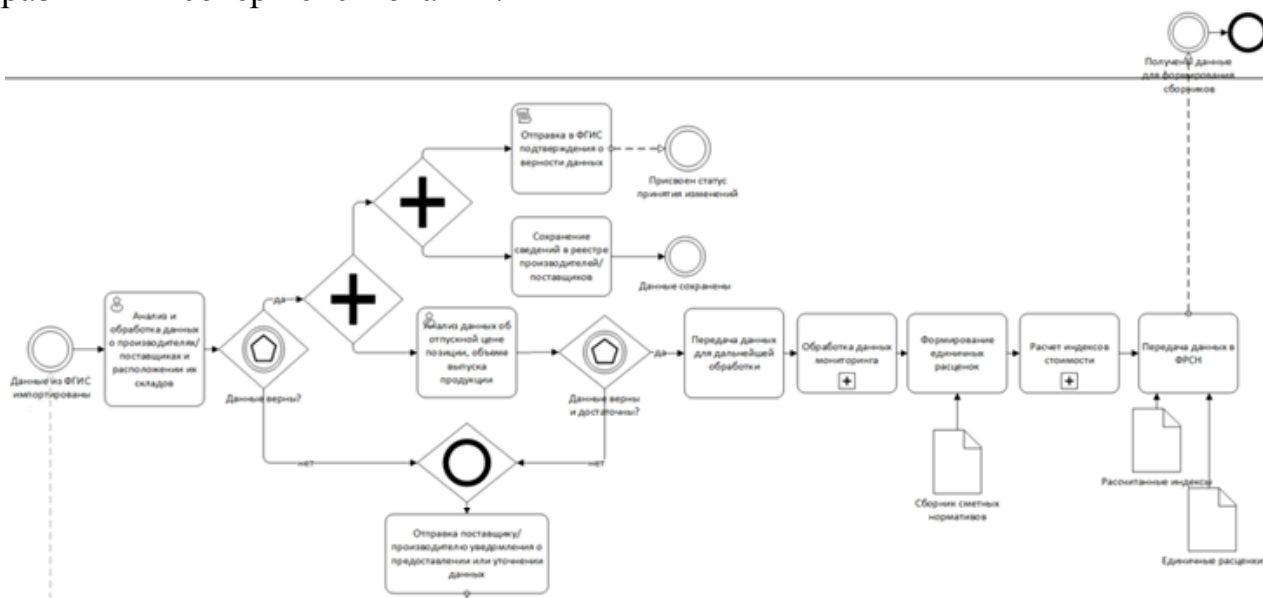 Получены данные
для формирования
сборников
Отправка в ФГИС
подтверждения о
верности данных
Присвоен статус
принятия изменений
Сохранение
сведений в реестре
производителей/
поставщиков
Данные сохранены
да
Данные из ФГИС
импортированы
Анализ и
обработка данных
о производителях/
поставщиках и
расположении их
складов
Данные верны?
Анализ данных об
отпускной цене
позиции, объеме
выпуска
продукции
Данные верны
и достаточны?
да
Передача данных
для дальнейшей
обработки
Обработка данных
мониторинга
Формирование
единичных
расценок
Расчет индексов
стоимости
Передача данных в
ФРСН
нет
нет
Сборник сметных
нормативов
Рассчитанные индексы
Единичные расценки
Отправка поставщику/
производителю уведомления о
предоставлении или уточнении
данных